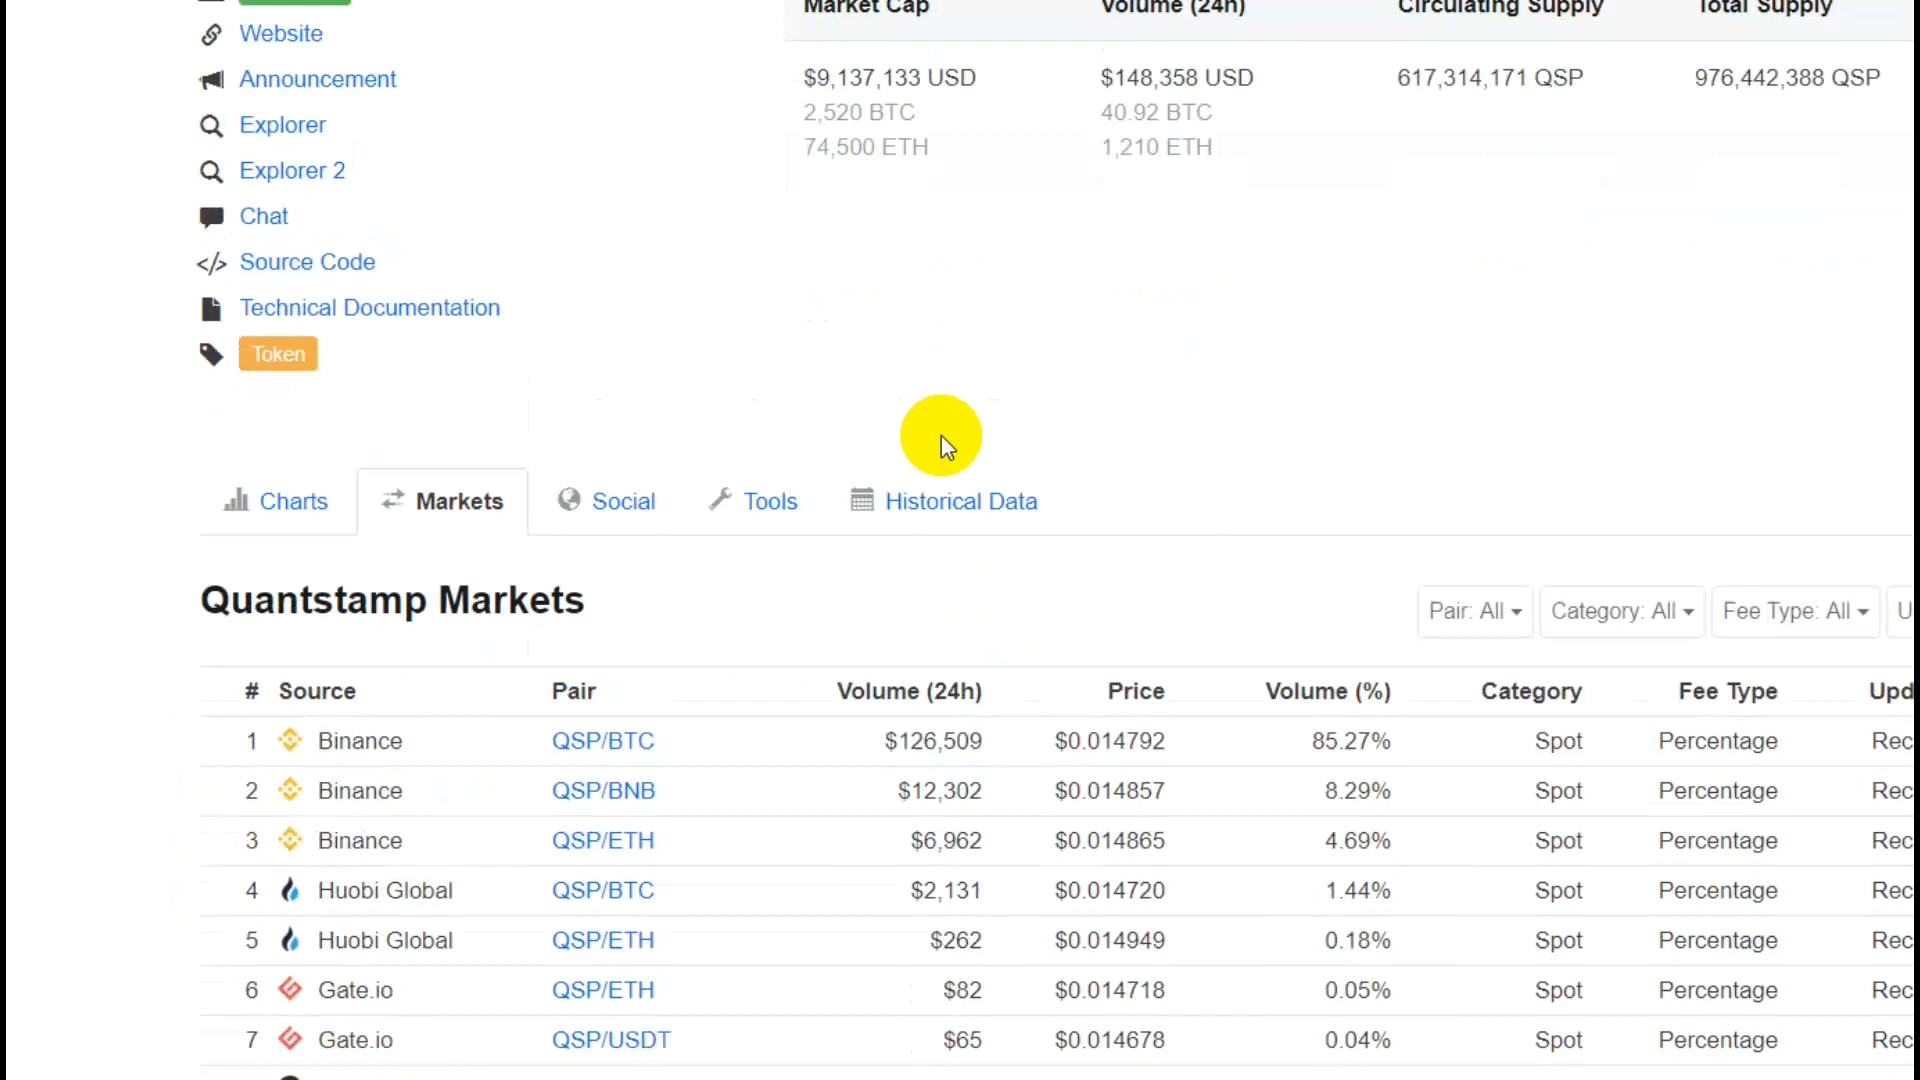 Market Cap Volume (24h) Circulating Supply Total Supply
Website
Announcement
Explorer
Explorer 2
Chat
Source Code
Technical Documentation
Token
$9,137,133 USD $148,358 USD 617,314,171 QSP 976,442,388 QSP
2,520 BTC 40.92 BTC
74,500 ETH 1,210 ETH
Charts Markets Social Tools Historical Data
Quantstamp Markets
Pair: All Category: All Fee Type: All U
# Source Pair Volume (24h) Price Volume (%) Category Fee Type Upd
1 Binance QSP/BTC $126,509 $0.014792 85.27% Spot Percentage Rec
2 Binance QSP/BNB $12,302 $0.014857 8.29% Spot Percentage Rec
3 Binance QSP/ETH $6,962 $0.014865 4.69% Spot Percentage Rec
4 Huobi Global QSP/BTC $2,131 $0.014720 1.44% Spot Percentage Rec
5 Huobi Global QSP/ETH $262 $0.014949 0.18% Spot Percentage Rec
6 Gate.io QSP/ETH $82 $0.014718 0.05% Spot Percentage Rec
7 Gate.io QSP/USDT $65 $0.014678 0.04% Spot Percentage Rec